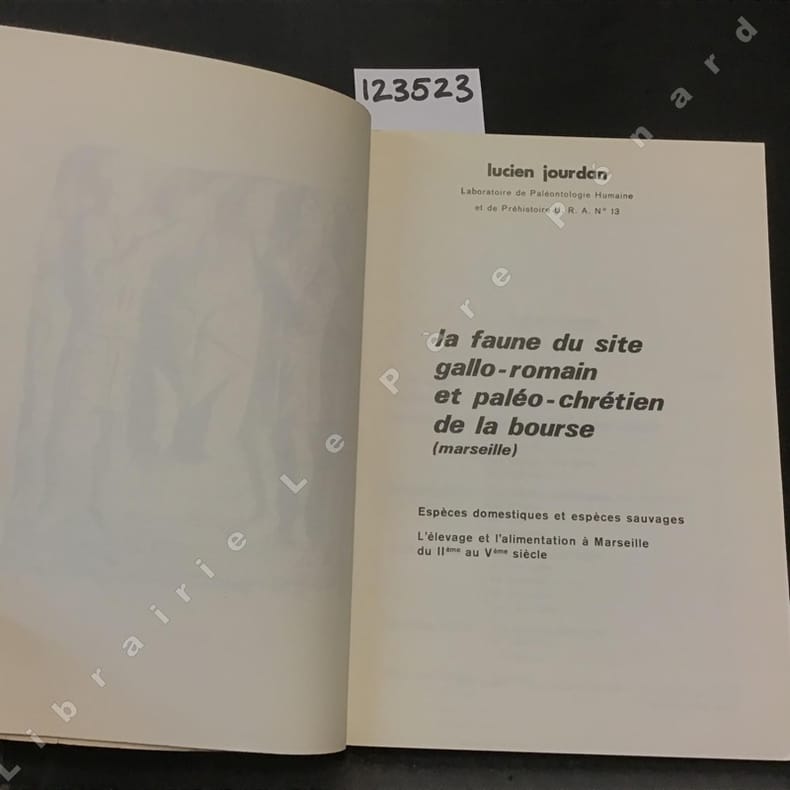 123523
lucien jourdan
Laboratoire de Paléontologie Humaine
et de Préhistoire U. R. A. N° 13
la faune du site
gallo-romain
et paléo-chrétien
de la bourse
(marseille)
Espèces domestiques et espèces sauvages
L'élevage et l'alimentation à Marseille
du IIème au Vème siècle
Librairie Le Père Pénard